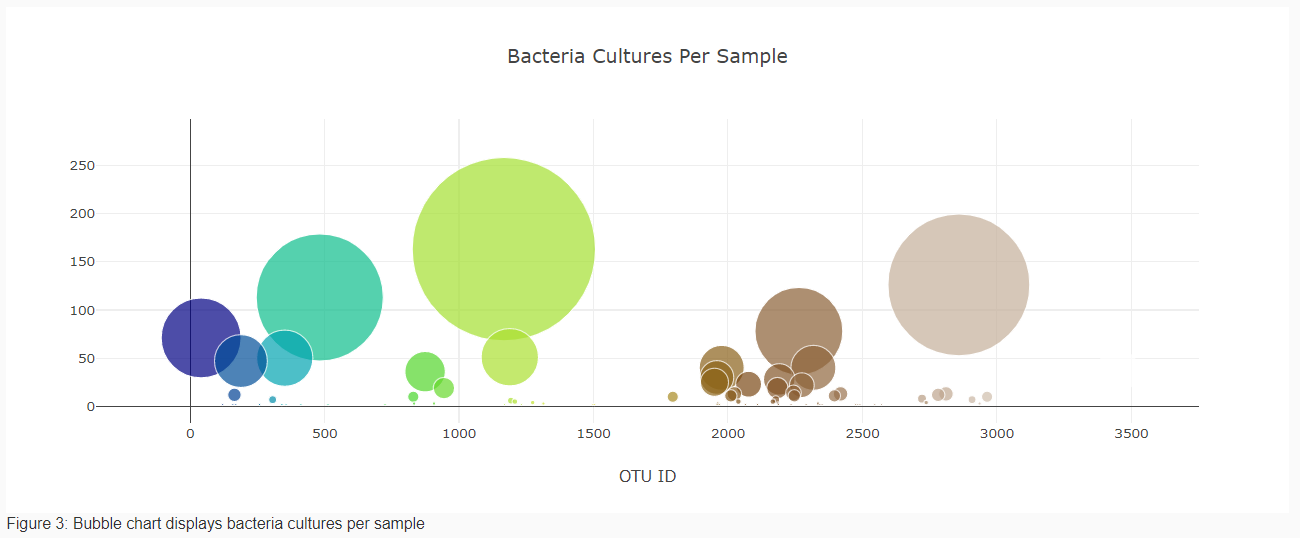 Bacteria Cultures Per Sample
250
200
150
100
50
0
0 500 1000 1500 2000 2500 3000 3500
OTU ID
Figure 3: Bubble chart displays bacteria cultures per sample